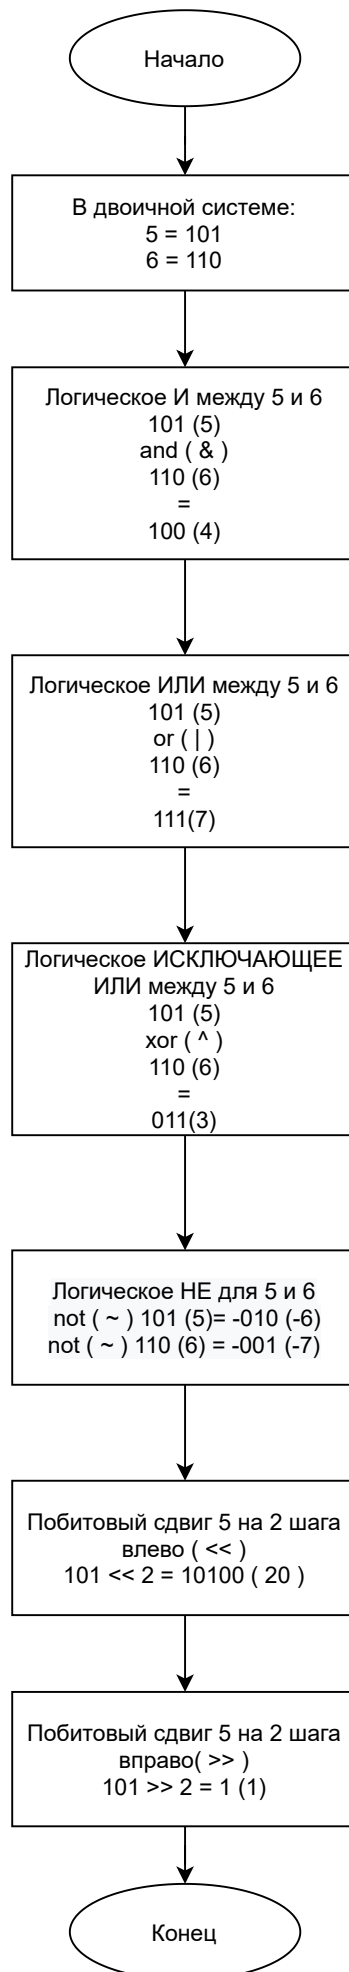 Начало
В двоичной системе:
5 = 101
6 = 110
Логическое И между 5 и 6
101 (5)
and ( & )
110 (6)
=
100 (4)
Логическое ИЛИ между 5 и 6
101 (5)
or ( | )
110 (6)
=
111(7)
Логическое ИСКЛЮЧАЮЩЕЕ
ИЛИ между 5 и 6
101 (5)
xor ( ^ )
110 (6)
=
011(3)
Логическое НЕ для 5 и 6
not ( ~ ) 101 (5)= -010 (-6)
not ( ~ ) 110 (6) = -001 (-7)
Побитовый сдвиг 5 на 2 шага
влево ( << )
101 << 2 = 10100 ( 20 )
Побитовый сдвиг 5 на 2 шага
вправо( >> )
101 >> 2 = 1 (1)
Конец